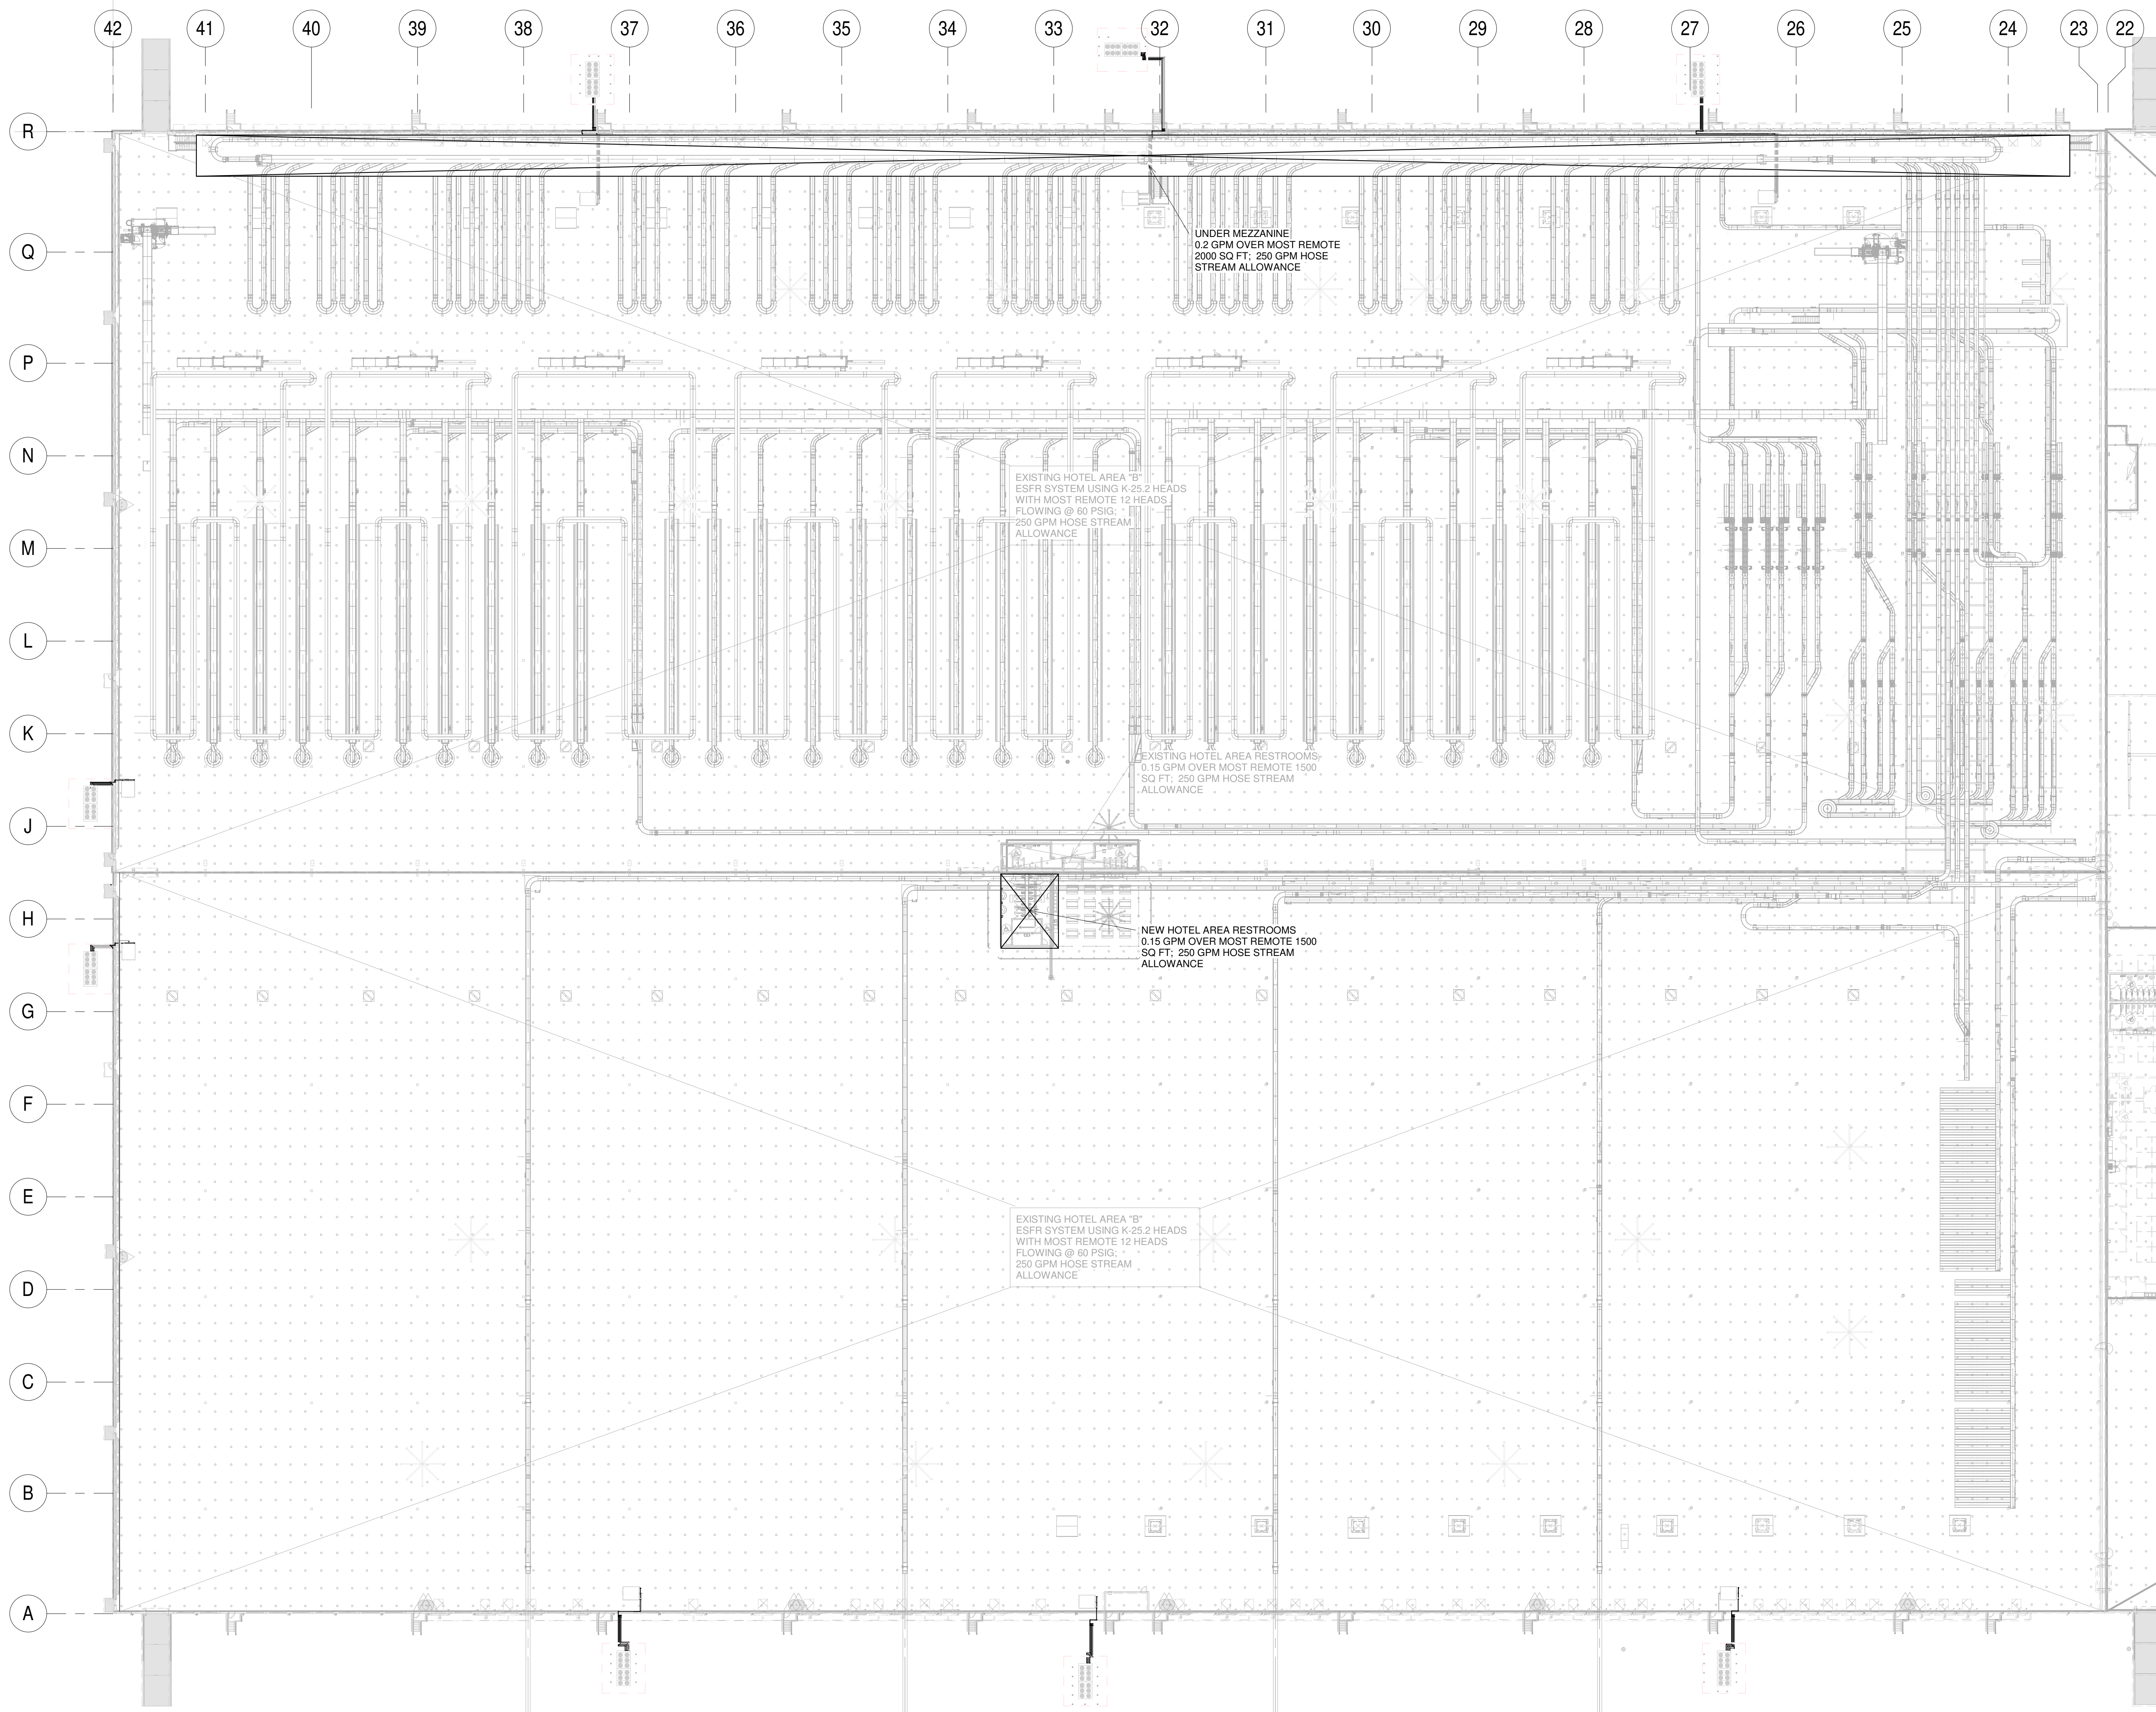 42 41 40 39 38 37 36 35 34 33 32 31 30 29 28 27 26 25 24 23 22
R
UNDER MEZZANINE
0.2 GPM OVER MOST REMOTE
2000 SQ FT; 250 GPM HOSE
STREAM ALLOWANCE
Q
P
N
EXISTING HOTEL AREA "B"
ESFR SYSTEM USING K-25.2 HEADS
WITH MOST REMOTE 12 HEADS
FLOWING @ 60 PSIG;
250 GPM HOSE STREAM
ALLOWANCE
M
L
K
EXISTING HOTEL AREA RESTROOMS
0.15 GPM OVER MOST REMOTE 1500
SQ FT; 250 GPM HOSE STREAM
ALLOWANCE
J
H
NEW HOTEL AREA RESTROOMS
0.15 GPM OVER MOST REMOTE 1500
SQ FT; 250 GPM HOSE STREAM
ALLOWANCE
G
F
E
EXISTING HOTEL AREA "B"
ESFR SYSTEM USING K-25.2 HEADS
WITH MOST REMOTE 12 HEADS
FLOWING @ 60 PSIG;
250 GPM HOSE STREAM
ALLOWANCE
D
C
B
A